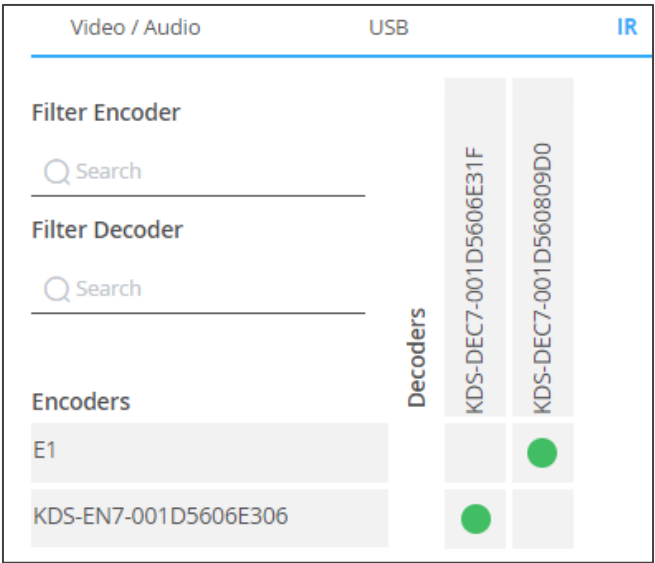 Video / Audio USB IR
Filter Encoder
Search
Filter Decoder
Search
Encoders
Decoders
KDS-DEC7-001D5606E31F
KDS-DEC7-001D560809D0
E1
KDS-EN7-001D5606E306